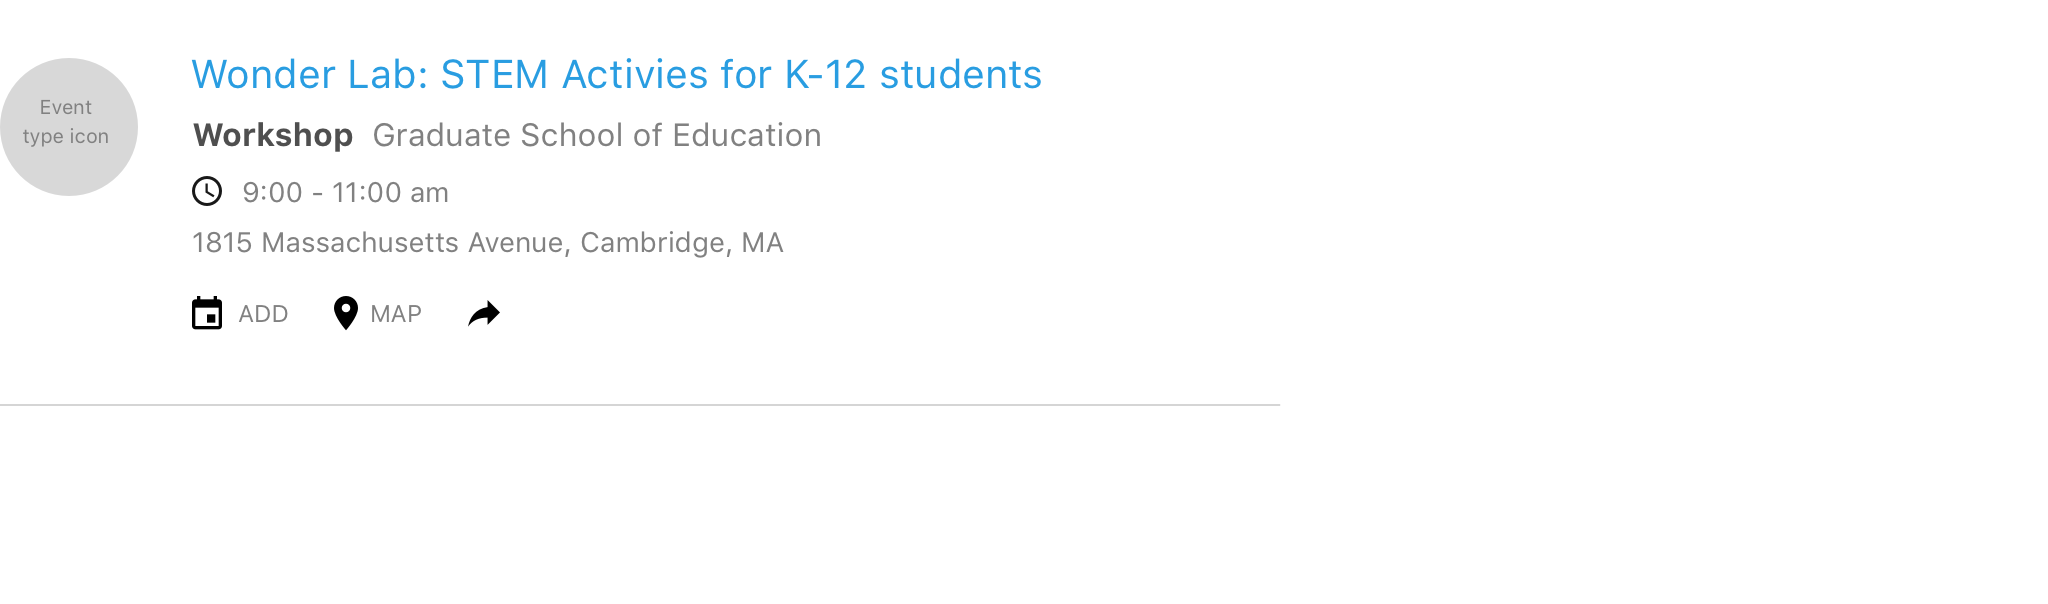 Event
type icon
Wonder Lab: STEM Activies for K-12 students
Workshop Graduate School of Education
9:00 - 11:00 am
1815 Massachusetts Avenue, Cambridge, MA
ADD MAP